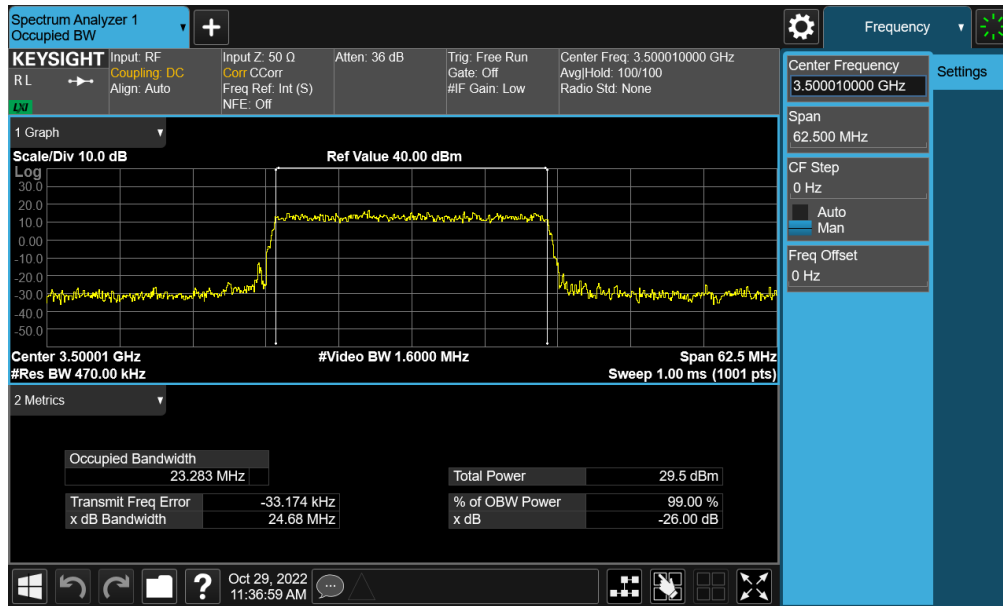 Spectrum Analyzer 1
Occupied BW
Frequency
KEYSIGHT
R L
LXI
Input: RF
Coupling: DC
Align: Auto
Input Z: 50 Ω
Corr CCorr
Freq Ref: Int (S)
NFE: Off
Atten: 36 dB
Trig: Free Run
Gate: Off
#IF Gain: Low
Center Freq: 3.500010000 GHz
Avg|Hold: 100/100
Radio Std: None
Center Frequency
3.500010000 GHz
Settings
Span
62.500 MHz
CF Step
0 Hz
Auto
Man
Freq Offset
0 Hz
1 Graph
Scale/Div 10.0 dB
Ref Value 40.00 dBm
Log
30.0
20.0
10.0
0.00
-10.0
-20.0
-30.0
-40.0
-50.0
Center 3.50001 GHz
#Video BW 1.6000 MHz
Span 62.5 MHz
#Res BW 470.00 kHz
Sweep 1.00 ms (1001 pts)
2 Metrics
Occupied Bandwidth
23.283 MHz
Total Power 29.5 dBm
Transmit Freq Error -33.174 kHz
% of OBW Power 99.00 %
x dB Bandwidth 24.68 MHz
x dB -26.00 dB
?
Oct 29, 2022
11:36:59 AM